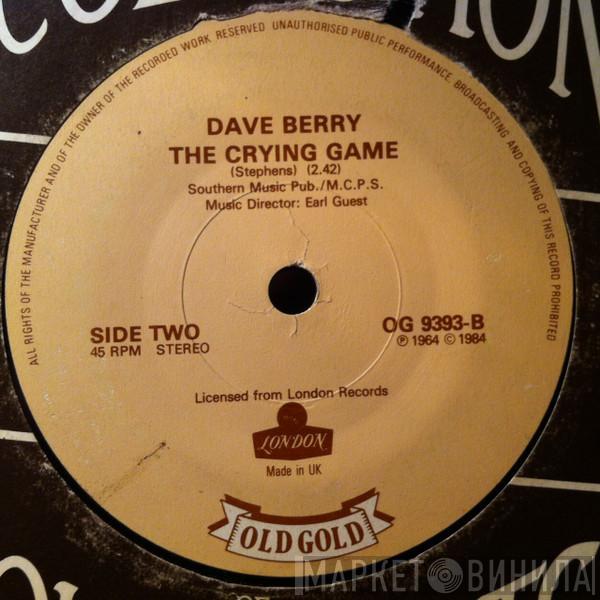 ALL RIGHTS OF THE MANUFACTURER AND OF THE OWNER OF THE RECORDED WORK RESERVED UNAUTHORISED PUBLIC PERFORMANCE, BROADCASTING AND COPYING OF THIS RECORD PROHIBITED
DAVE BERRY
THE CRYING GAME
(Stephens) (2.42)
Southern Music Pub./M.C.P.S.
Music Director: Earl Guest
SIDE TWO
45 RPM STEREO
OG 9393-B
℗ 1964 © 1984
Licensed from London Records
LONDON
Made in UK
OLD GOLD
МАРКЕТ ВИНИЛА